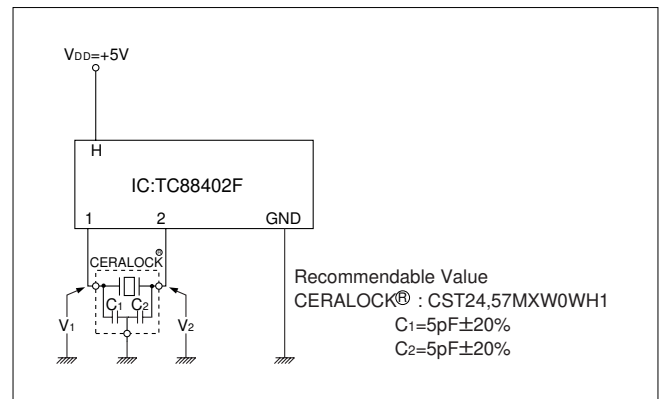 VDD=+5V
H
IC:TC88402F
1 2 GND
CERALOCK®
C1 C2
V1 V2
Recommendable Value
CERALOCK® : CST24,57MXW0WH1
C1=5pF±20%
C2=5pF±20%